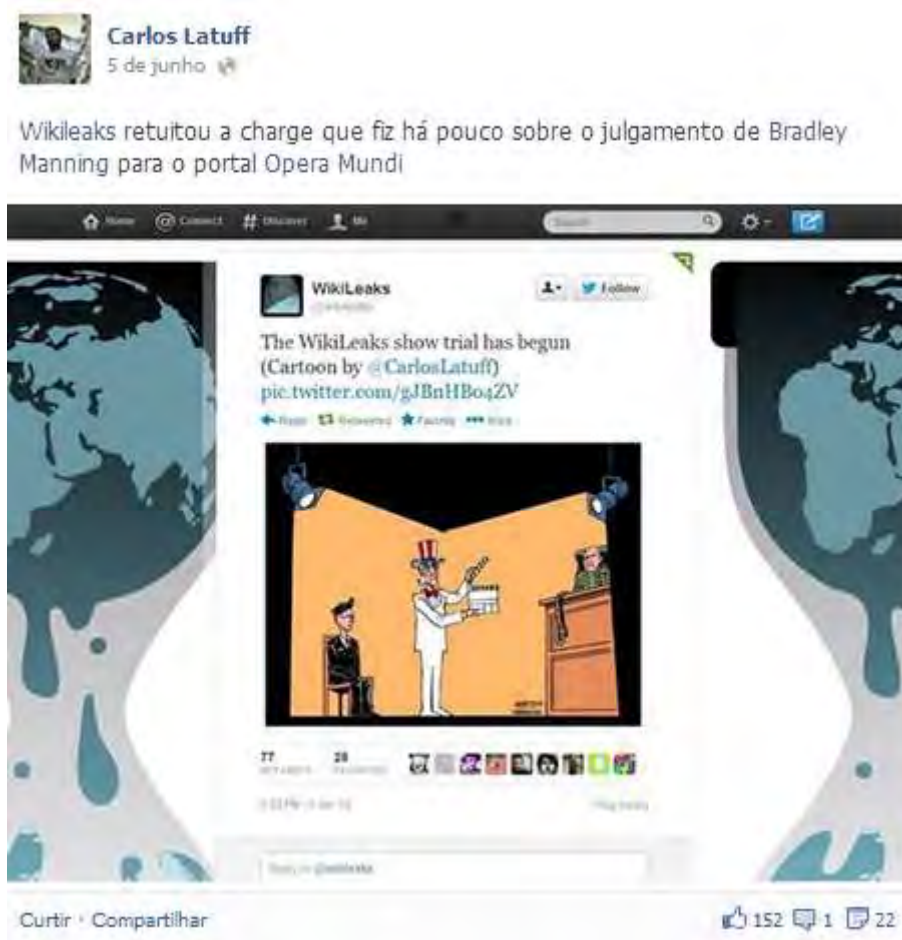 Carlos Latuff
5 de junho
Wikileaks retuitou a charge que fiz há pouco sobre o julgamento de Bradley
Manning para o portal Opera Mundi
Home @ Connect # Discover Me
Search
WikiLeaks
Follow
The WikiLeaks show trial has begun
(Cartoon by @CarlosLatuff)
pic.twitter.com/gJBnHBo4ZV
Reply Retweeted Favorite
77 28
Curtir · Compartilhar 152 1 22